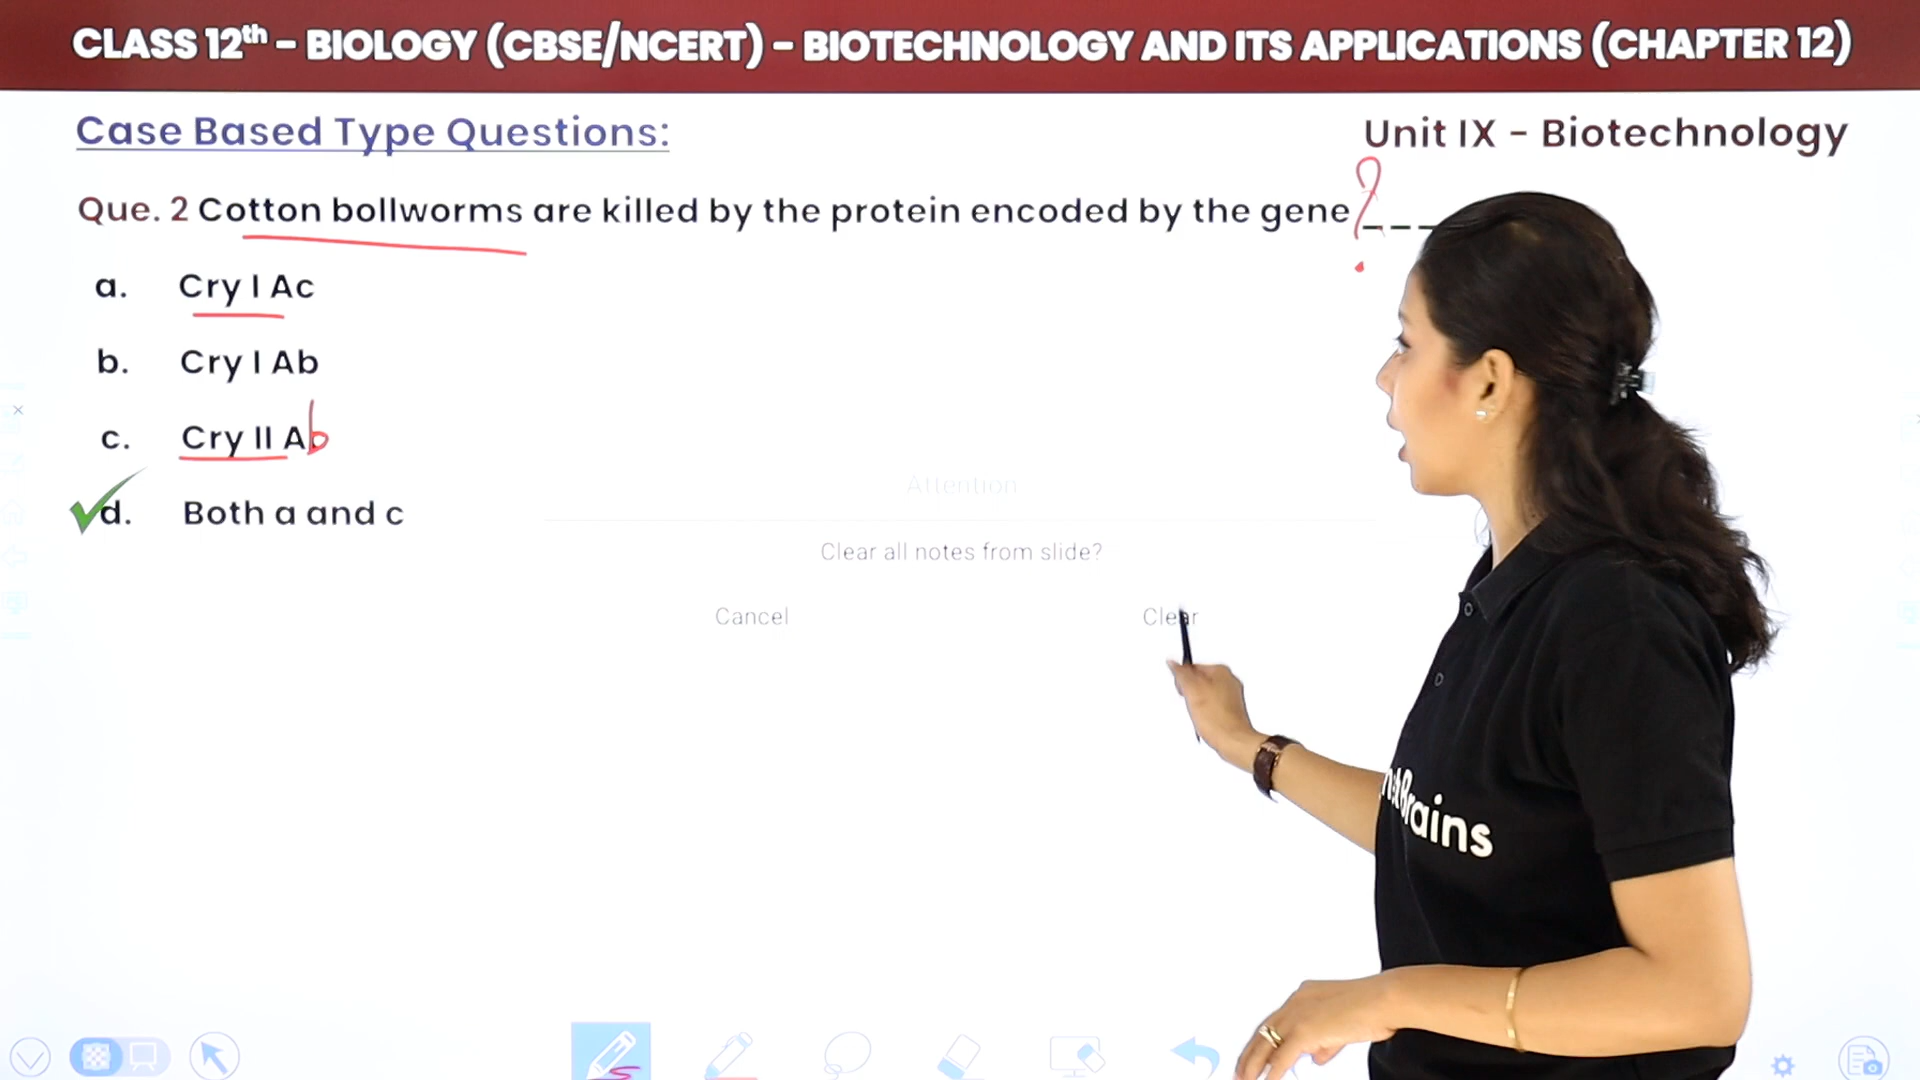 CLASS 12th – BIOLOGY (CBSE/NCERT) – BIOTECHNOLOGY AND ITS APPLICATIONS (CHAPTER 12)
Case Based Type Questions:
Unit IX – Biotechnology
Que. 2 Cotton bollworms are killed by the protein encoded by the gene ?___
a. Cry I Ac
b. Cry I Ab
c. Cry II Ab
d. Both a and c
Attention
Clear all notes from slide?
Cancel
Clear
Brains